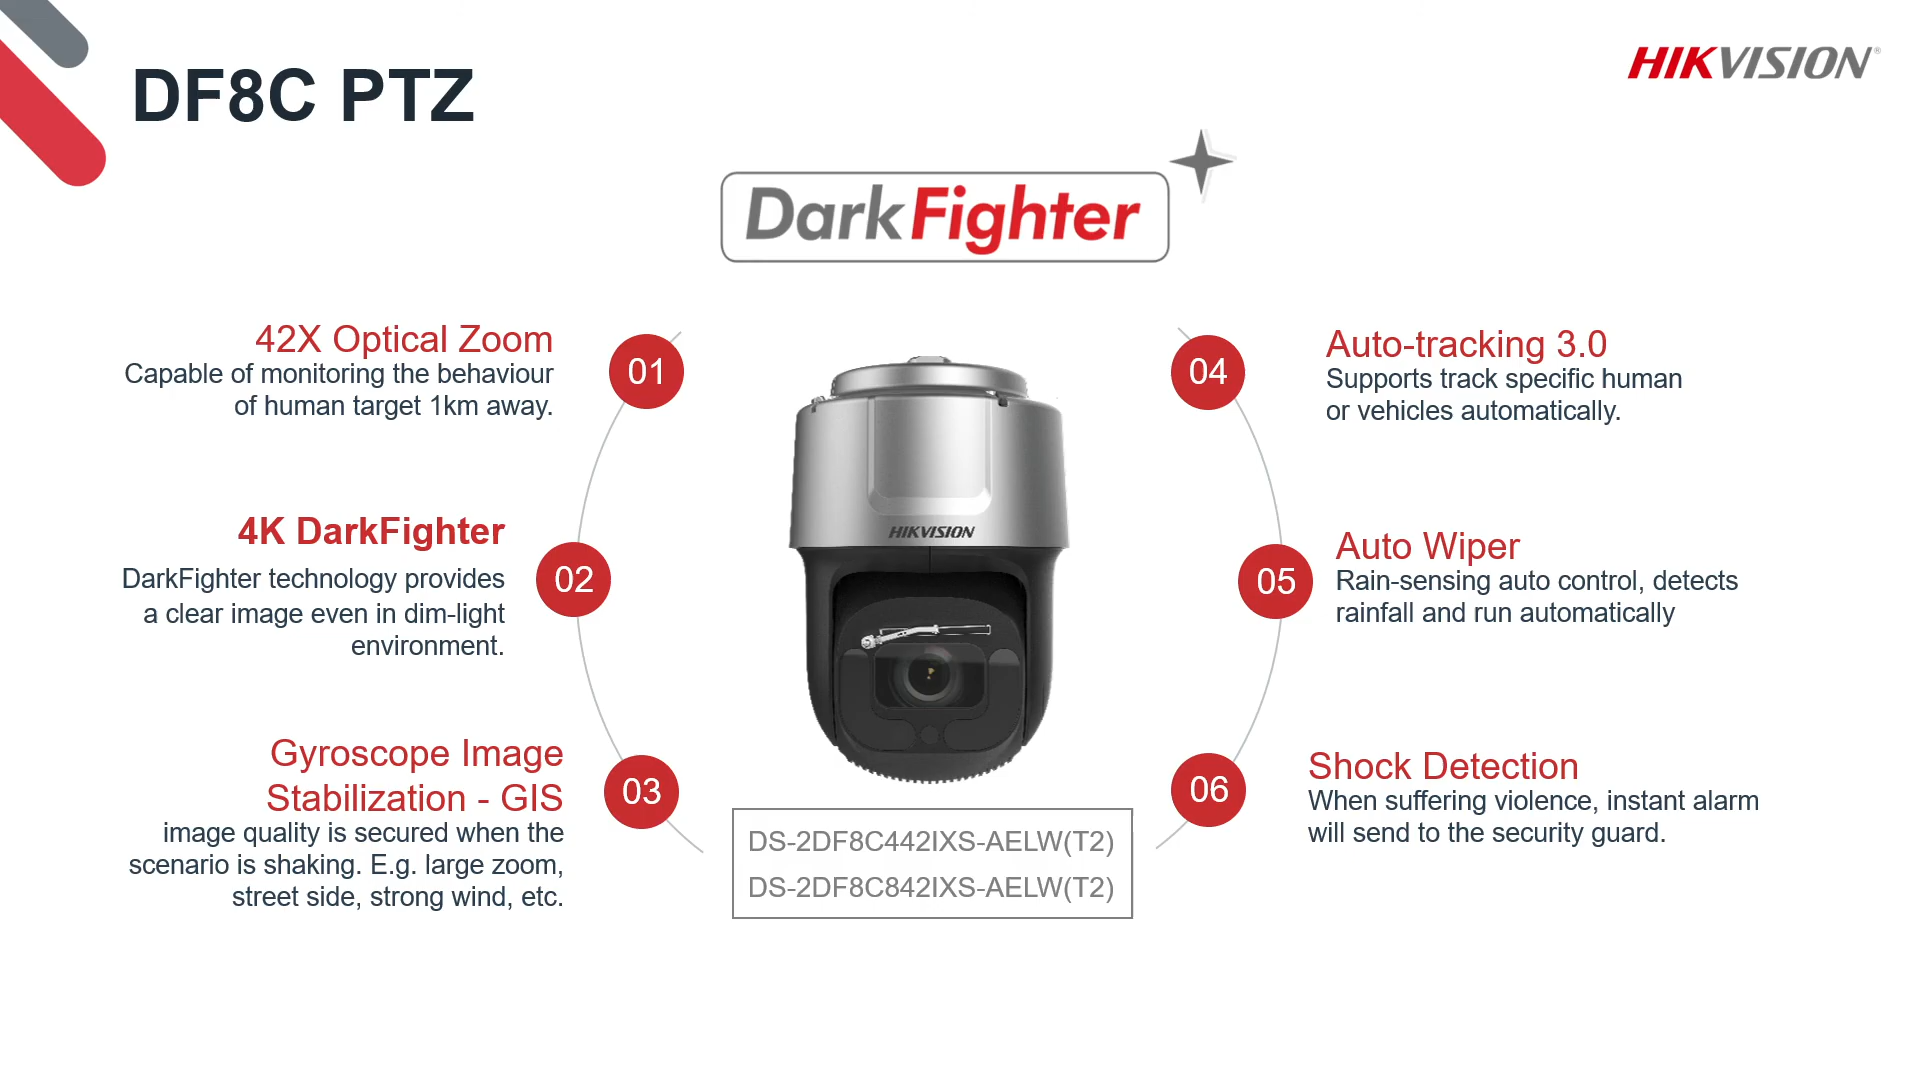 DF8C PTZ
HIKVISION®
DarkFighter
42X Optical Zoom
Capable of monitoring the behaviour
of human target 1km away.
01
4K DarkFighter
DarkFighter technology provides
a clear image even in dim-light
environment.
02
Gyroscope Image
Stabilization - GIS
image quality is secured when the
scenario is shaking. E.g. large zoom,
street side, strong wind, etc.
03
HIKVISION
DS-2DF8C442IXS-AELW(T2)
DS-2DF8C842IXS-AELW(T2)
04
Auto-tracking 3.0
Supports track specific human
or vehicles automatically.
05
Auto Wiper
Rain-sensing auto control, detects
rainfall and run automatically
06
Shock Detection
When suffering violence, instant alarm
will send to the security guard.